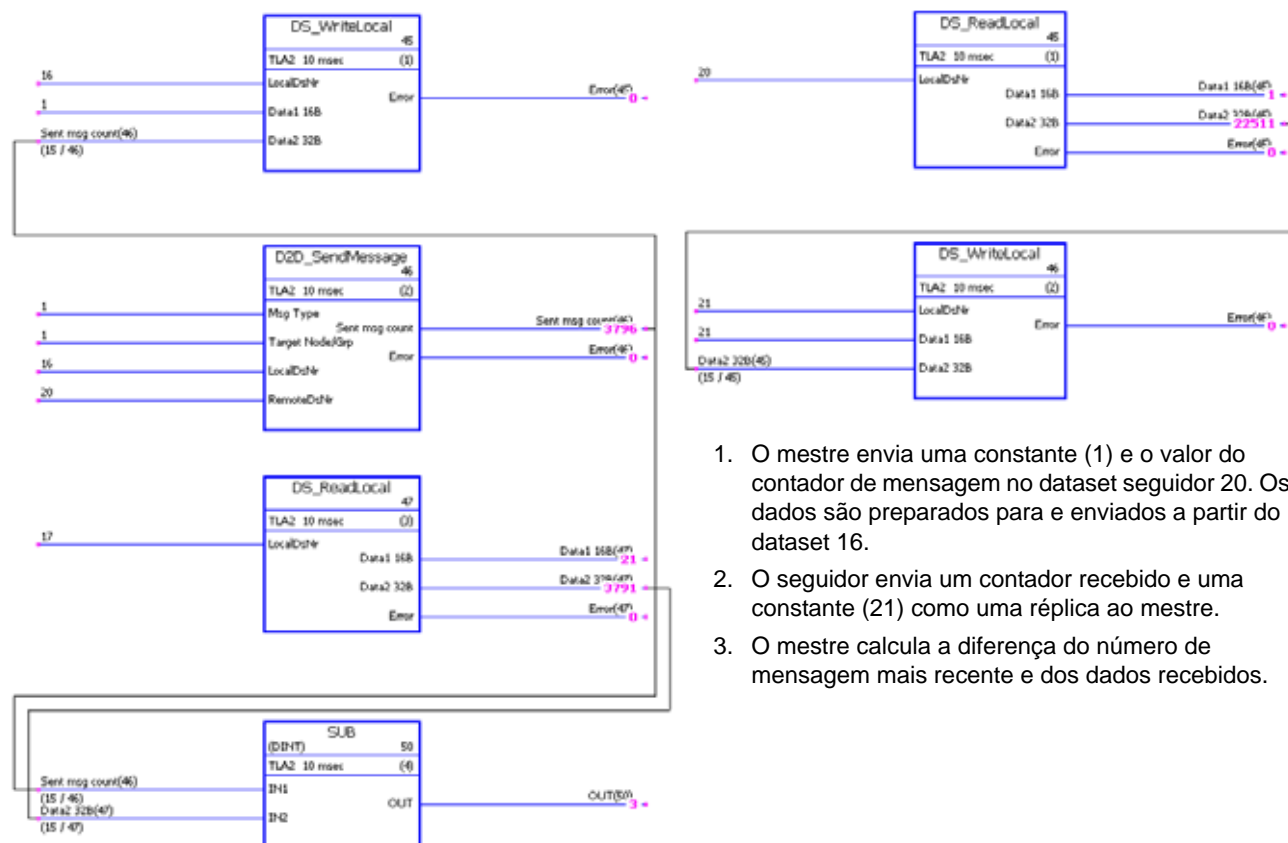 DS_WriteLocal
45
TLA2 10 msec (1)
16
LocalDsNr
Error
Error(45)
0
1
Data1 16B
Sent msg count(46)
(15 / 46)
Data2 32B
D2D_SendMessage
46
TLA2 10 msec (2)
1
Msg Type
Sent msg count
Sent msg count(46)
3796
1
Target Node/Grp
Error
Error(46)
0
16
LocalDsNr
20
RemoteDsNr
DS_ReadLocal
47
TLA2 10 msec (3)
17
LocalDsNr
Data1 16B
Data1 16B(47)
21
Data2 32B
Data2 32B(47)
3791
Error
Error(47)
0
SUB
(DINT) 50
TLA2 10 msec (4)
Sent msg count(46)
(15 / 46)
IN1
OUT
OUT(50)
3
Data2 32B(47)
(15 / 47)
IN2
DS_ReadLocal
45
TLA2 10 msec (1)
20
LocalDsNr
Data1 16B
Data1 16B(45)
1
Data2 32B
Data2 32B(45)
22511
Error
Error(45)
0
DS_WriteLocal
46
TLA2 10 msec (2)
21
LocalDsNr
Error
Error(46)
0
21
Data1 16B
Data2 32B(45)
(15 / 45)
Data2 32B
1. O mestre envia uma constante (1) e o valor do
contador de mensagem no dataset seguidor 20. Os
dados são preparados para e enviados a partir do
dataset 16.
2. O seguidor envia um contador recebido e uma
constante (21) como uma réplica ao mestre.
3. O mestre calcula a diferença do número de
mensagem mais recente e dos dados recebidos.